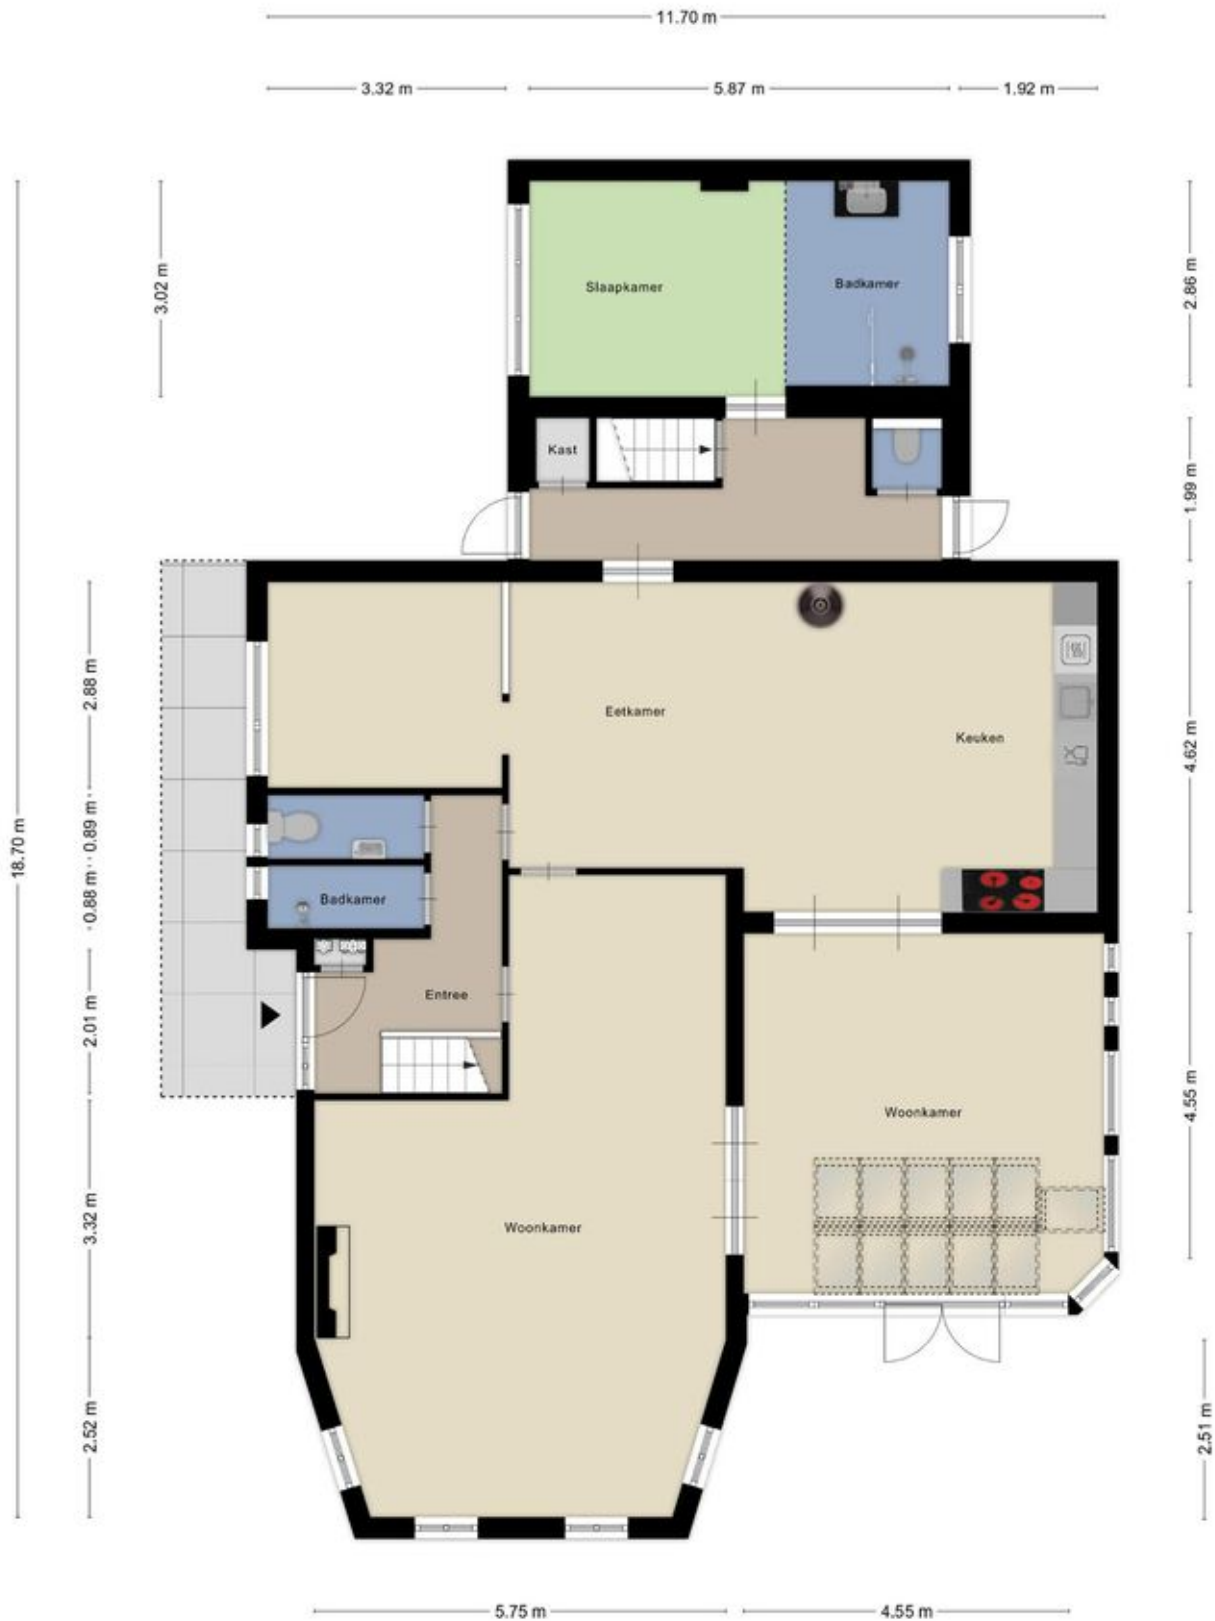 11.70 m
3.32 m
5.87 m
1.92 m
3.02 m
2.86 m
Slaapkamer
Badkamer
Kast
1.99 m
2.88 m
Eetkamer
Keuken
4.62 m
0.89 m
18.70 m
0.88 m
Badkamer
Entree
2.01 m
4.55 m
Woonkamer
3.32 m
Woonkamer
2.52 m
2.51 m
5.75 m
4.55 m